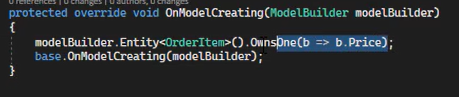 0 references | 0 changes | 0 authors, 0 changes
protected override void OnModelCreating(ModelBuilder modelBuilder)
{
modelBuilder.Entity<OrderItem>().OwnsOne(b => b.Price);
base.OnModelCreating(modelBuilder);
}